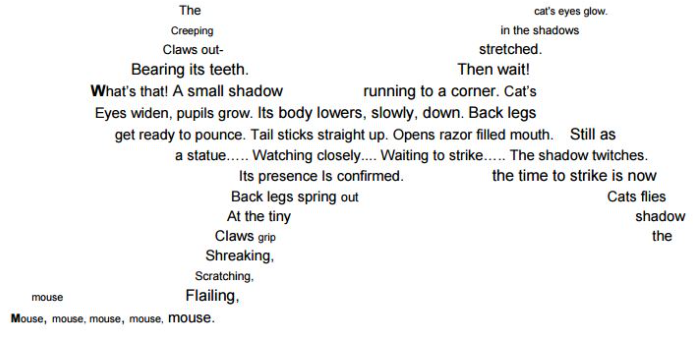 The cat's eyes glow.
Creeping in the shadows
Claws out- stretched.
Bearing its teeth. Then wait!
What's that! A small shadow running to a corner. Cat's
Eyes widen, pupils grow. Its body lowers, slowly, down. Back legs
get ready to pounce. Tail sticks straight up. Opens razor filled mouth. Still as
a statue….. Watching closely.... Waiting to strike….. The shadow twitches.
Its presence Is confirmed. the time to strike is now
Back legs spring out Cats flies
At the tiny shadow
Claws grip the
Shreaking,
Scratching,
mouse Flailing,
Mouse, mouse, mouse, mouse, mouse.